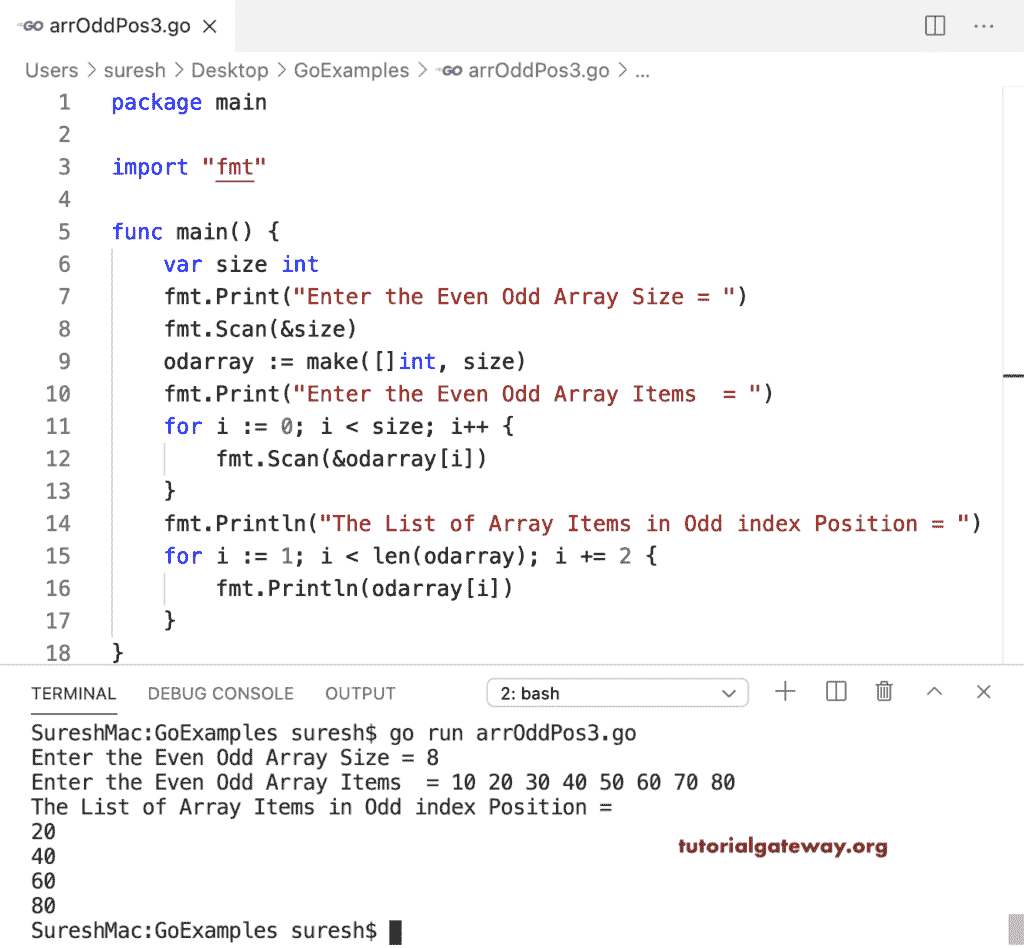 GO arrOddPos3.go ×
Users > suresh > Desktop > GoExamples > GO arrOddPos3.go > ...
1 package main
2
3 import "fmt"
4
5 func main() {
6     var size int
7     fmt.Print("Enter the Even Odd Array Size = ")
8     fmt.Scan(&size)
9     odarray := make([]int, size)
10     fmt.Print("Enter the Even Odd Array Items  = ")
11     for i := 0; i < size; i++ {
12         fmt.Scan(&odarray[i])
13     }
14     fmt.Println("The List of Array Items in Odd index Position = ")
15     for i := 1; i < len(odarray); i += 2 {
16         fmt.Println(odarray[i])
17     }
18 }
TERMINAL DEBUG CONSOLE OUTPUT 2: bash
SureshMac:GoExamples suresh$ go run arrOddPos3.go
Enter the Even Odd Array Size = 8
Enter the Even Odd Array Items  = 10 20 30 40 50 60 70 80
The List of Array Items in Odd index Position =
20
tutorialgateway.org
40
60
80
SureshMac:GoExamples suresh$